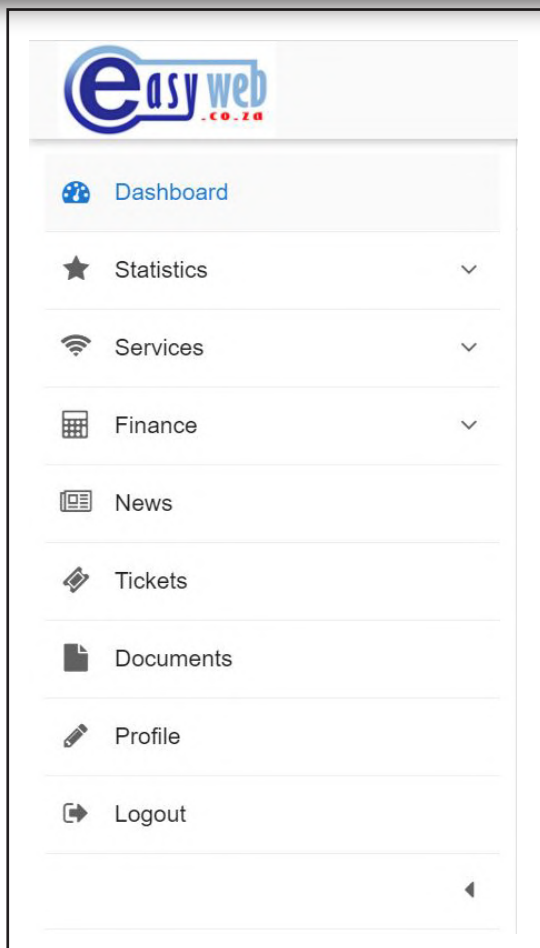 easy web
.co.za
Dashboard
Statistics
Services
Finance
News
Tickets
Documents
Profile
Logout